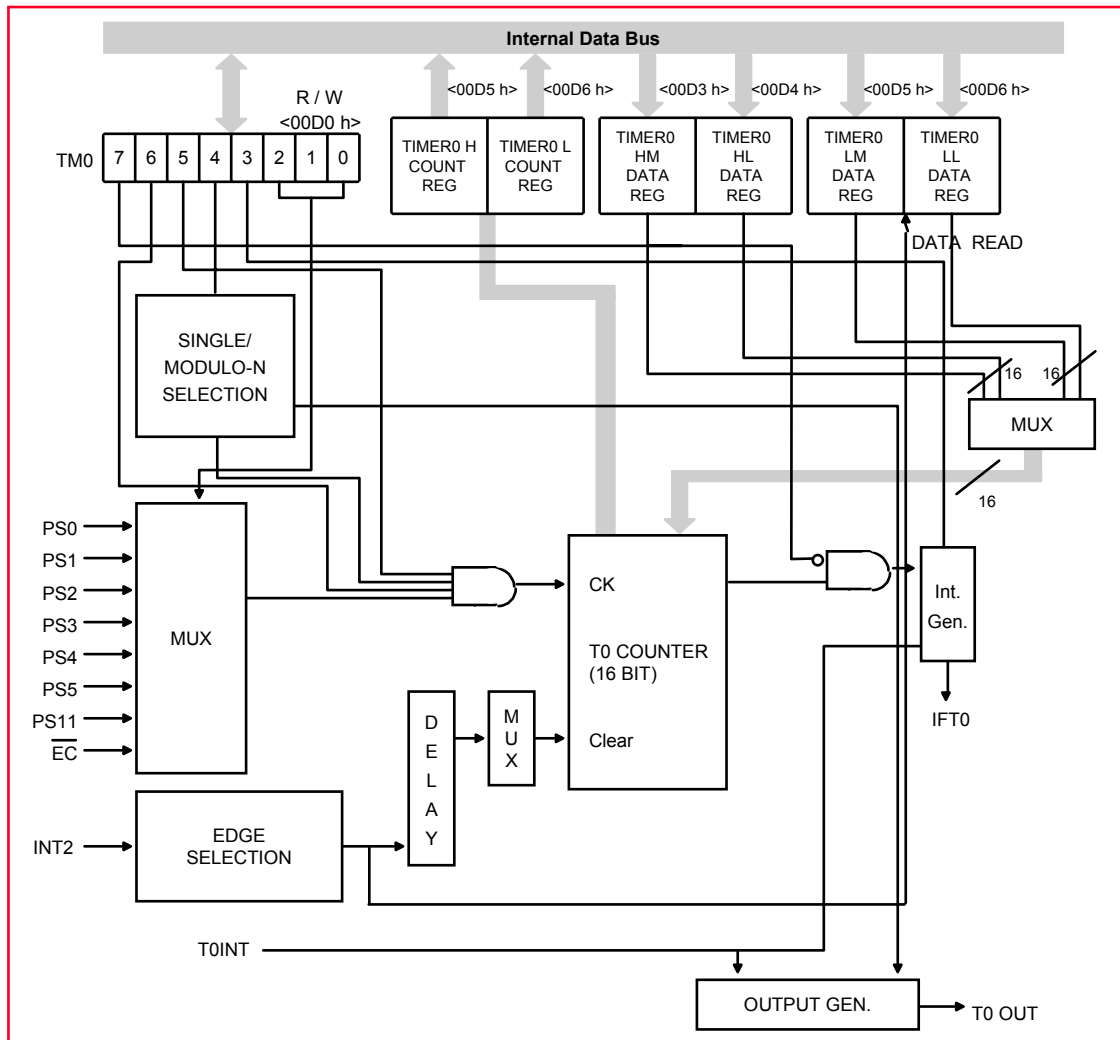 Internal Data Bus
<00D5 h>
<00D6 h>
<00D3 h>
<00D4 h>
<00D5 h>
<00D6 h>
R / W
<00D0 h>
TM0
7
6
5
4
3
2
1
0
TIMER0 H
COUNT
REG
TIMER0 L
COUNT
REG
TIMER0
HM
DATA
REG
TIMER0
HL
DATA
REG
TIMER0
LM
DATA
REG
TIMER0
LL
DATA
REG
DATA READ
SINGLE/
MODULO-N
SELECTION
16
16
MUX
16
PS0
PS1
PS2
PS3
PS4
PS5
PS11
EC
MUX
CK
T0 COUNTER
(16 BIT)
Clear
Int.
Gen.
IFT0
D
E
L
A
Y
M
U
X
INT2
EDGE
SELECTION
T0INT
OUTPUT GEN.
T0 OUT